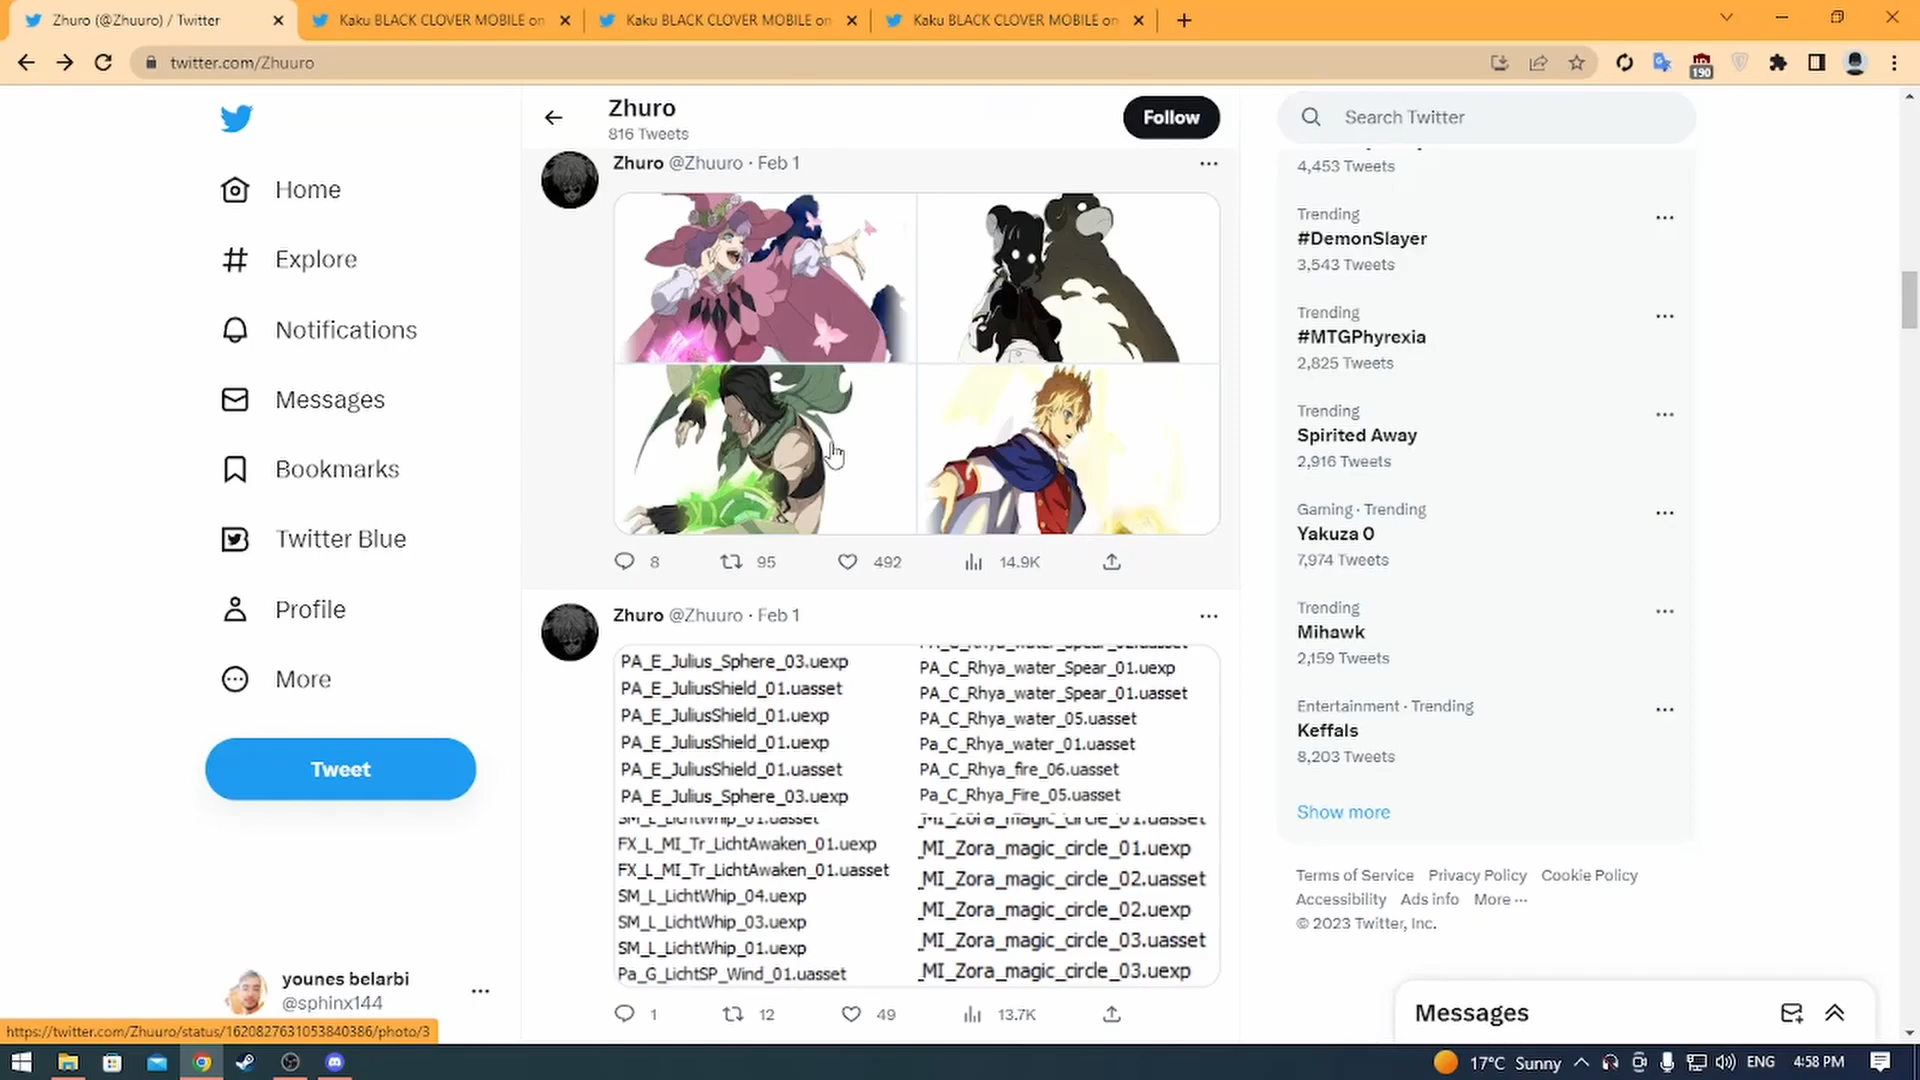 Zhuro (@Zhuuro) / Twitter
Kaku BLACK CLOVER MOBILE on
Kaku BLACK CLOVER MOBILE on
Kaku BLACK CLOVER MOBILE on
twitter.com/Zhuuro
190
Home
Explore
Notifications
Messages
Bookmarks
Twitter Blue
Profile
More
Tweet
younes belarbi
@sphinx144
Zhuro
816 Tweets
Follow
Zhuro @Zhuuro · Feb 1
8
95
492
14.9K
Zhuro @Zhuuro · Feb 1
PA_E_Julius_Sphere_03.uexp
PA_E_JuliusShield_01.uasset
PA_E_JuliusShield_01.uexp
PA_E_JuliusShield_01.uexp
PA_E_JuliusShield_01.uasset
PA_E_Julius_Sphere_03.uexp
PA_C_Rhya_water_Spear_02.uasset
PA_C_Rhya_water_Spear_01.uexp
PA_C_Rhya_water_Spear_01.uasset
PA_C_Rhya_water_05.uasset
Pa_C_Rhya_water_01.uasset
PA_C_Rhya_fire_06.uasset
Pa_C_Rhya_Fire_05.uasset
SM_L_LichtWhip_01.uasset
FX_L_MI_Tr_LichtAwaken_01.uexp
FX_L_MI_Tr_LichtAwaken_01.uasset
SM_L_LichtWhip_04.uexp
SM_L_LichtWhip_03.uexp
SM_L_LichtWhip_01.uexp
Pa_G_LichtSP_Wind_01.uasset
_MI_Zora_magic_circle_01.uasset
_MI_Zora_magic_circle_01.uexp
_MI_Zora_magic_circle_02.uasset
_MI_Zora_magic_circle_02.uexp
_MI_Zora_magic_circle_03.uasset
_MI_Zora_magic_circle_03.uexp
1
12
49
13.7K
Search Twitter
4,453 Tweets
Trending
#DemonSlayer
3,543 Tweets
Trending
#MTGPhyrexia
2,825 Tweets
Trending
Spirited Away
2,916 Tweets
Gaming · Trending
Yakuza 0
7,974 Tweets
Trending
Mihawk
2,159 Tweets
Entertainment · Trending
Keffals
8,203 Tweets
Show more
Terms of Service Privacy Policy Cookie Policy
Accessibility Ads info More ···
© 2023 Twitter, Inc.
Messages
https://twitter.com/Zhuuro/status/1620827631053840386/photo/3
17°C Sunny
ENG
4:58 PM